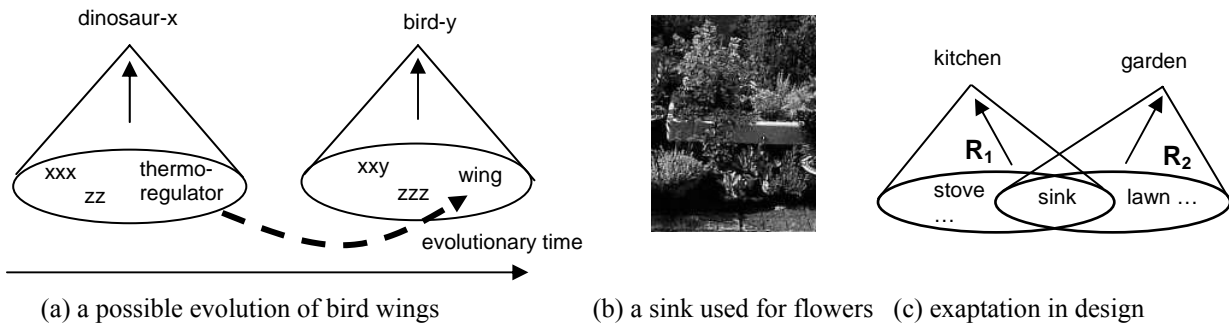 dinosaur-x
bird-y
kitchen
garden
xxx
thermo-
regulator
zz
xxy
wing
zzz
evolutionary time
R1
R2
stove
sink
lawn ...
...
(a) a possible evolution of bird wings
(b) a sink used for flowers
(c) exaptation in design